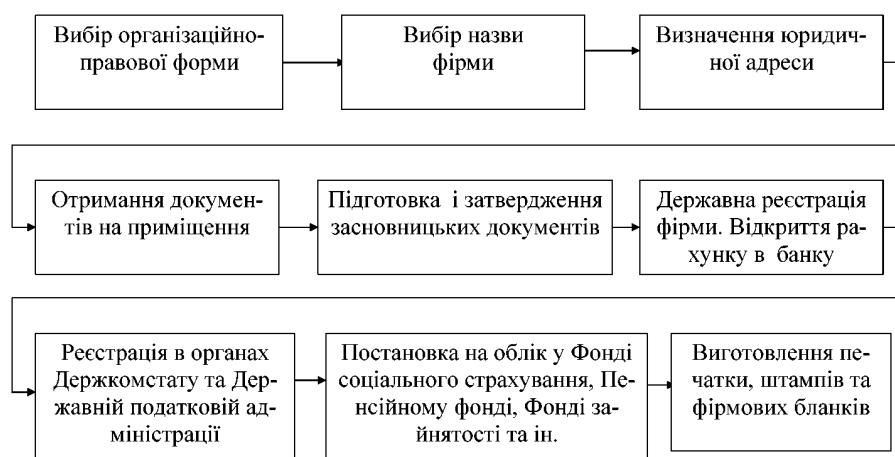 Вибір організаційно-
правової форми
Вибір назви
фірми
Визначення юридич-
ної адреси
Отримання докумен-
тів на приміщення
Підготовка і затвердження
засновницьких документів
Державна реєстрація
фірми. Відкриття ра-
хунку в банку
Реєстрація в органах
Держкомстату та Дер-
жавній податковій ад-
міністрації
Постановка на облік у Фонді
соціального страхування, Пе-
нсійному фонді, Фонді за-
йнятості та ін.
Виготовлення пе-
чатки, штампів та
фірмових бланків